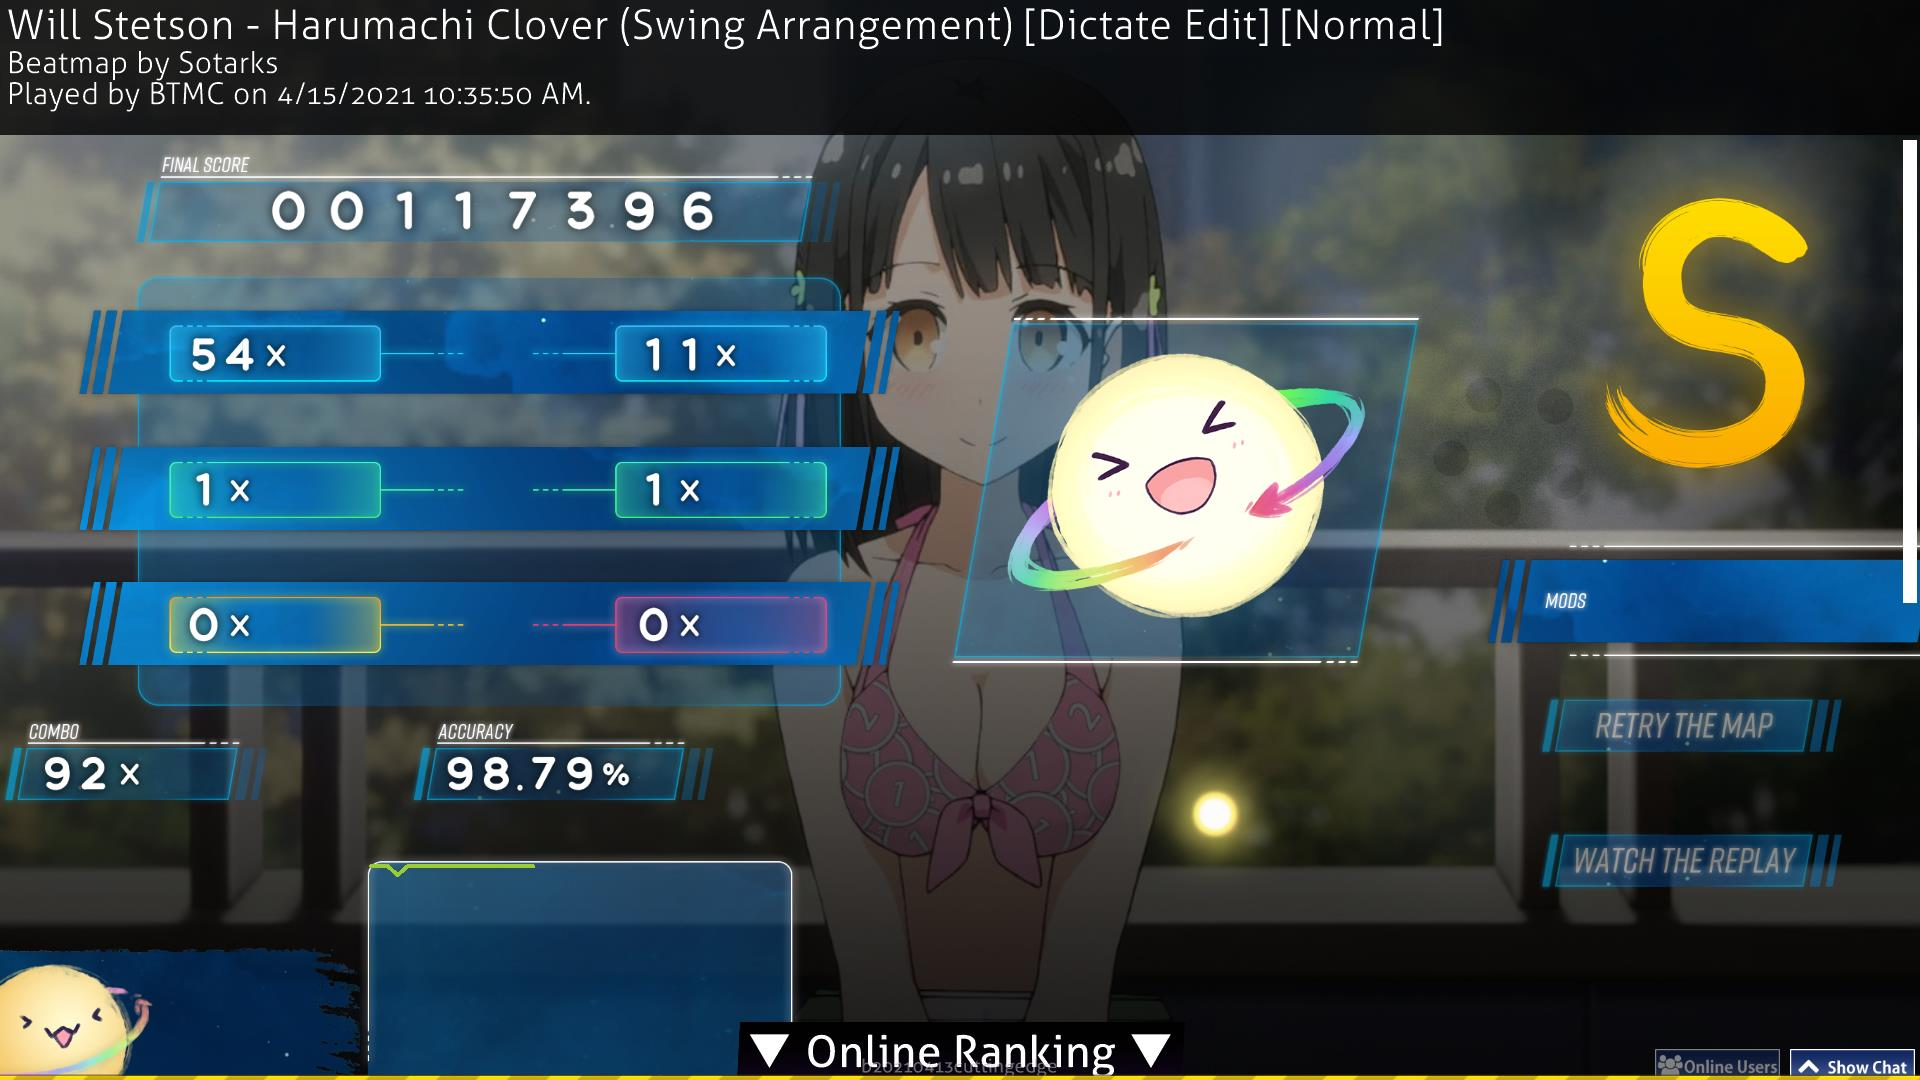 Will Stetson - Harumachi Clover (Swing Arrangement) [Dictate Edit] [Normal]
Beatmap by Sotarks
Played by BTMC on 4/15/2021 10:35:50 AM.
FINAL SCORE
00117396
54x 11x
1x 1x
0x 0x
MODS
RETRY THE MAP
COMBO ACCURACY
92x 98.79%
WATCH THE REPLAY
▼ Online Ranking ▼
b20210413cuttingedge
Online Users Show Chat